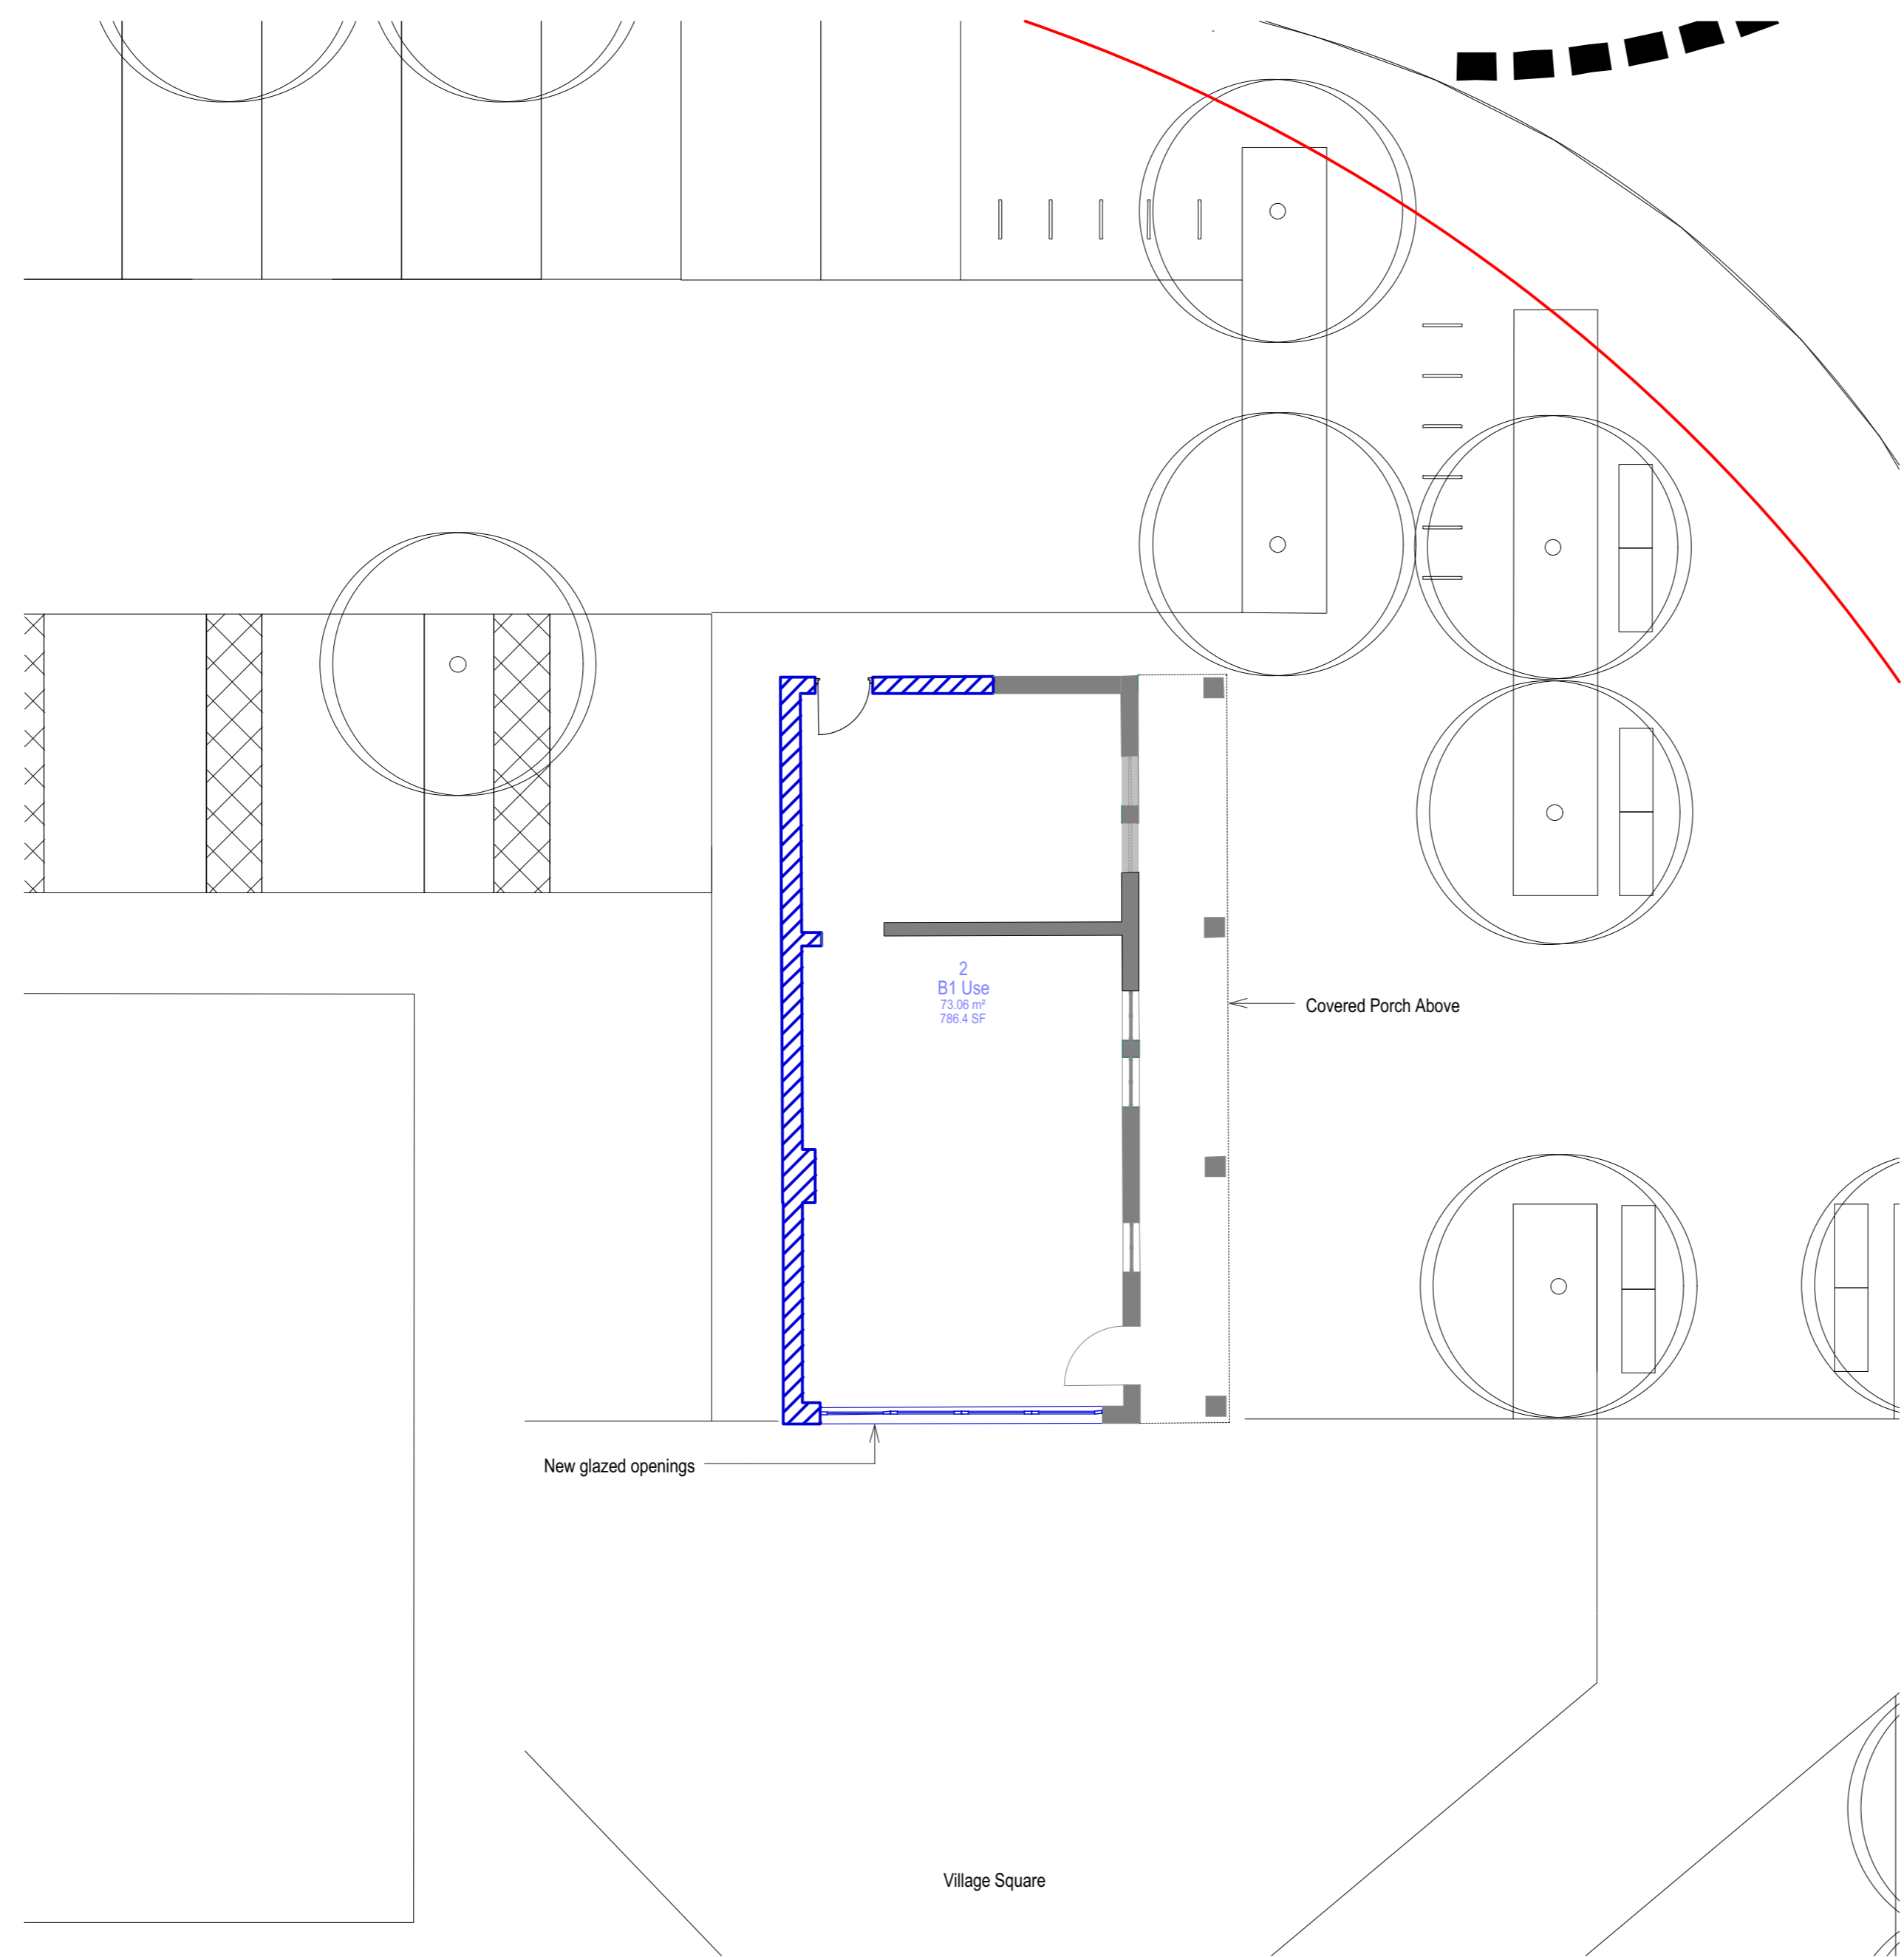 2
B1 Use
73.06 m²
786.4 SF
Covered Porch Above
New glazed openings
Village Square